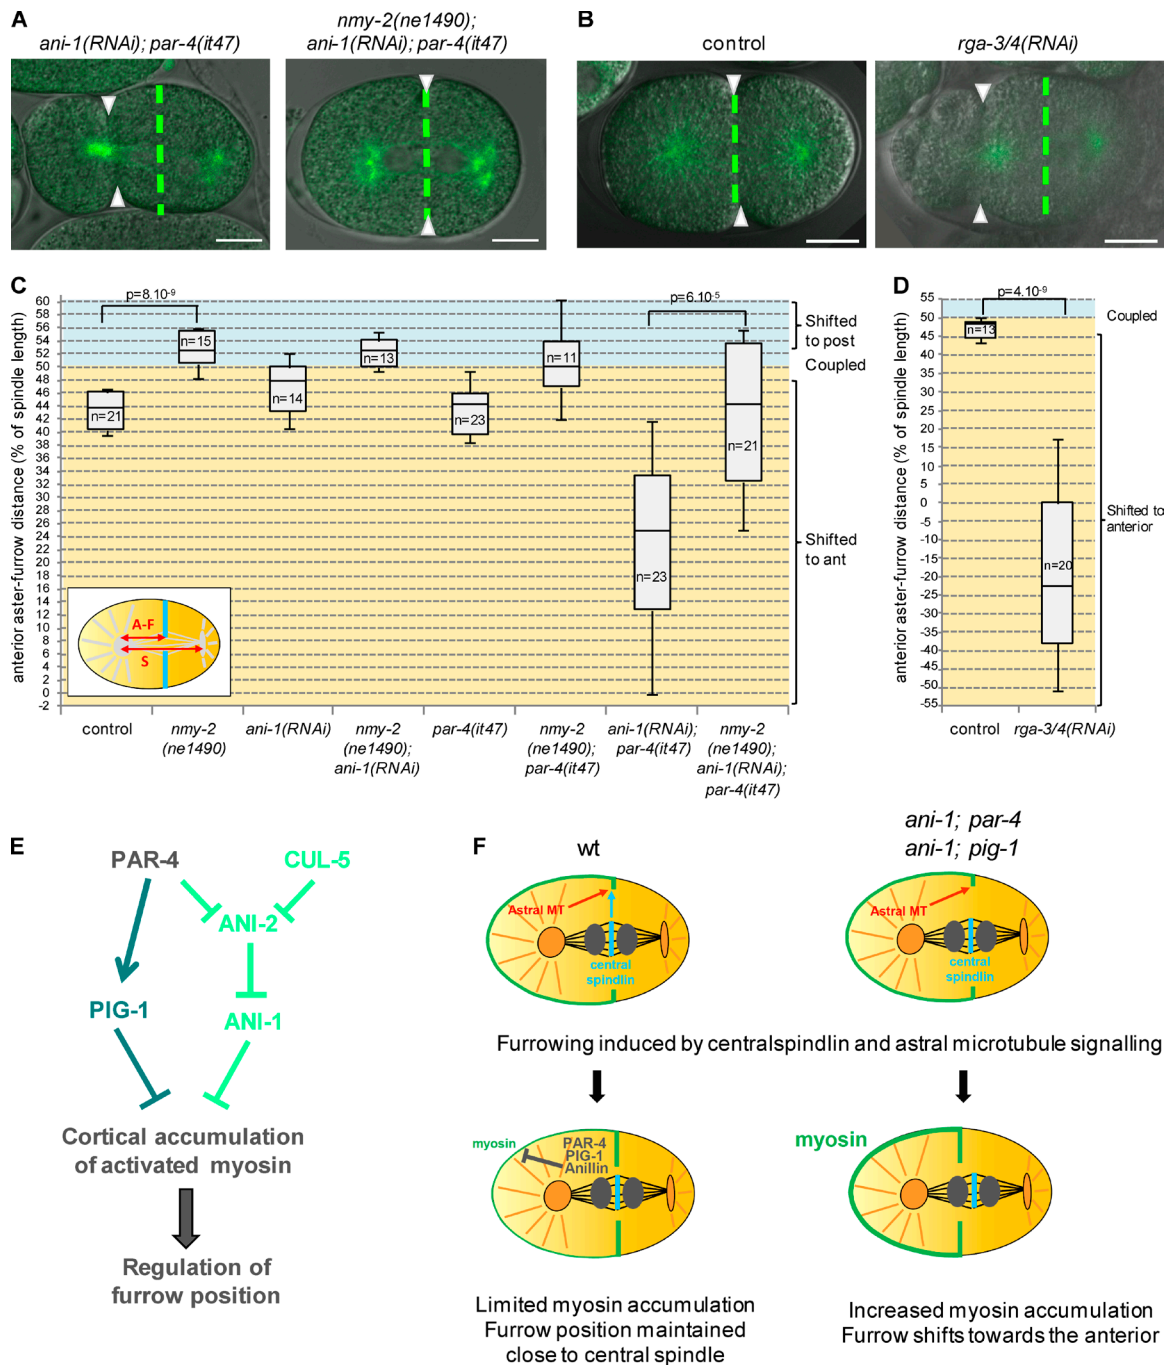 A
ani-1(RNAi); par-4(it47)
nmy-2(ne1490);
ani-1(RNAi); par-4(it47)
B
control
rga-3/4(RNAi)
C
anterior aster-furrow distance (% of spindle length)
60
58
56
54
52
50
48
46
44
42
40
38
36
34
32
30
28
26
24
22
20
18
16
14
12
10
8
6
4
2
0
-2
p=8.10-9
p=6.10-5
n=21
n=15
n=14
n=13
n=23
n=11
n=23
n=21
Shifted
to post
Coupled
Shifted
to ant
A-F
S
control
nmy-2
(ne1490)
ani-1(RNAi)
nmy-2
(ne1490);
ani-1(RNAi)
par-4(it47)
nmy-2
(ne1490);
par-4(it47)
ani-1(RNAi);
par-4(it47)
nmy-2
(ne1490);
ani-1(RNAi);
par-4(it47)
D
anterior aster-furrow distance (% of spindle length)
55
50
45
40
35
30
25
20
15
10
5
0
-5
-10
-15
-20
-25
-30
-35
-40
-45
-50
-55
p=4.10-9
n=13
n=20
Coupled
Shifted to
anterior
control
rga-3/4(RNAi)
E
PAR-4
CUL-5
ANI-2
PIG-1
ANI-1
Cortical accumulation
of activated myosin
Regulation of
furrow position
F
wt
ani-1; par-4
ani-1; pig-1
Astral MT
central
spindlin
Astral MT
central
spindlin
Furrowing induced by centralspindlin and astral microtubule signalling
myosin
PAR-4
PIG-1
Anillin
myosin
Limited myosin accumulation
Furrow position maintained
close to central spindle
Increased myosin accumulation
Furrow shifts towards the anterior